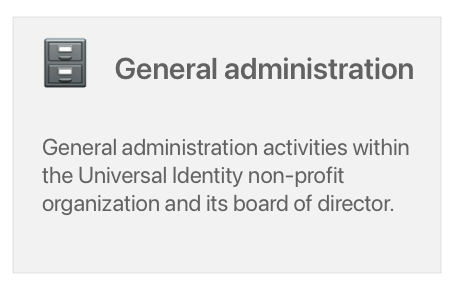 General administration
General administration activities within
the Universal Identity non-profit
organization and its board of director.